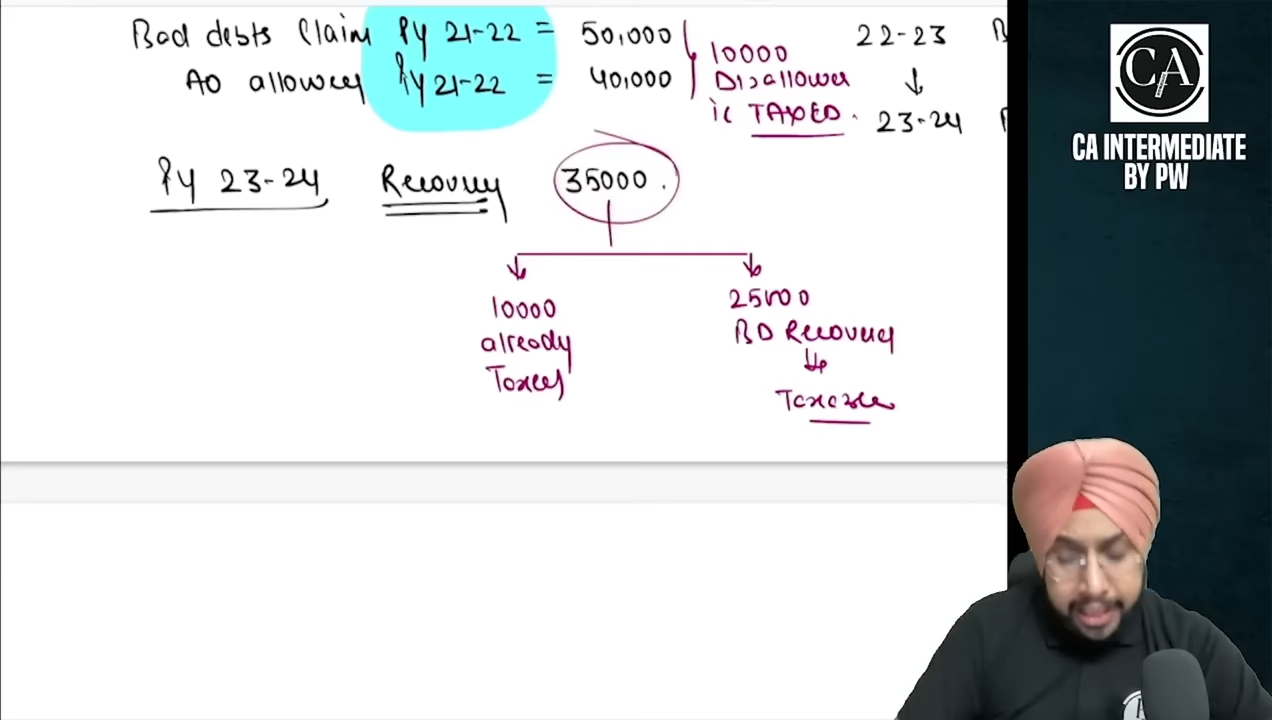 Bad debts Claim Py 21-22 = 50,000
AO allowed Py 21-22 = 40,000
10000
Disallowed
ie TAXED.
22-23 B
23-24
Py 23-24 Recovery 35000.
10000
already
Taxed
25000
BD Recovery
Taxable
CA
CA INTERMEDIATE
BY PW